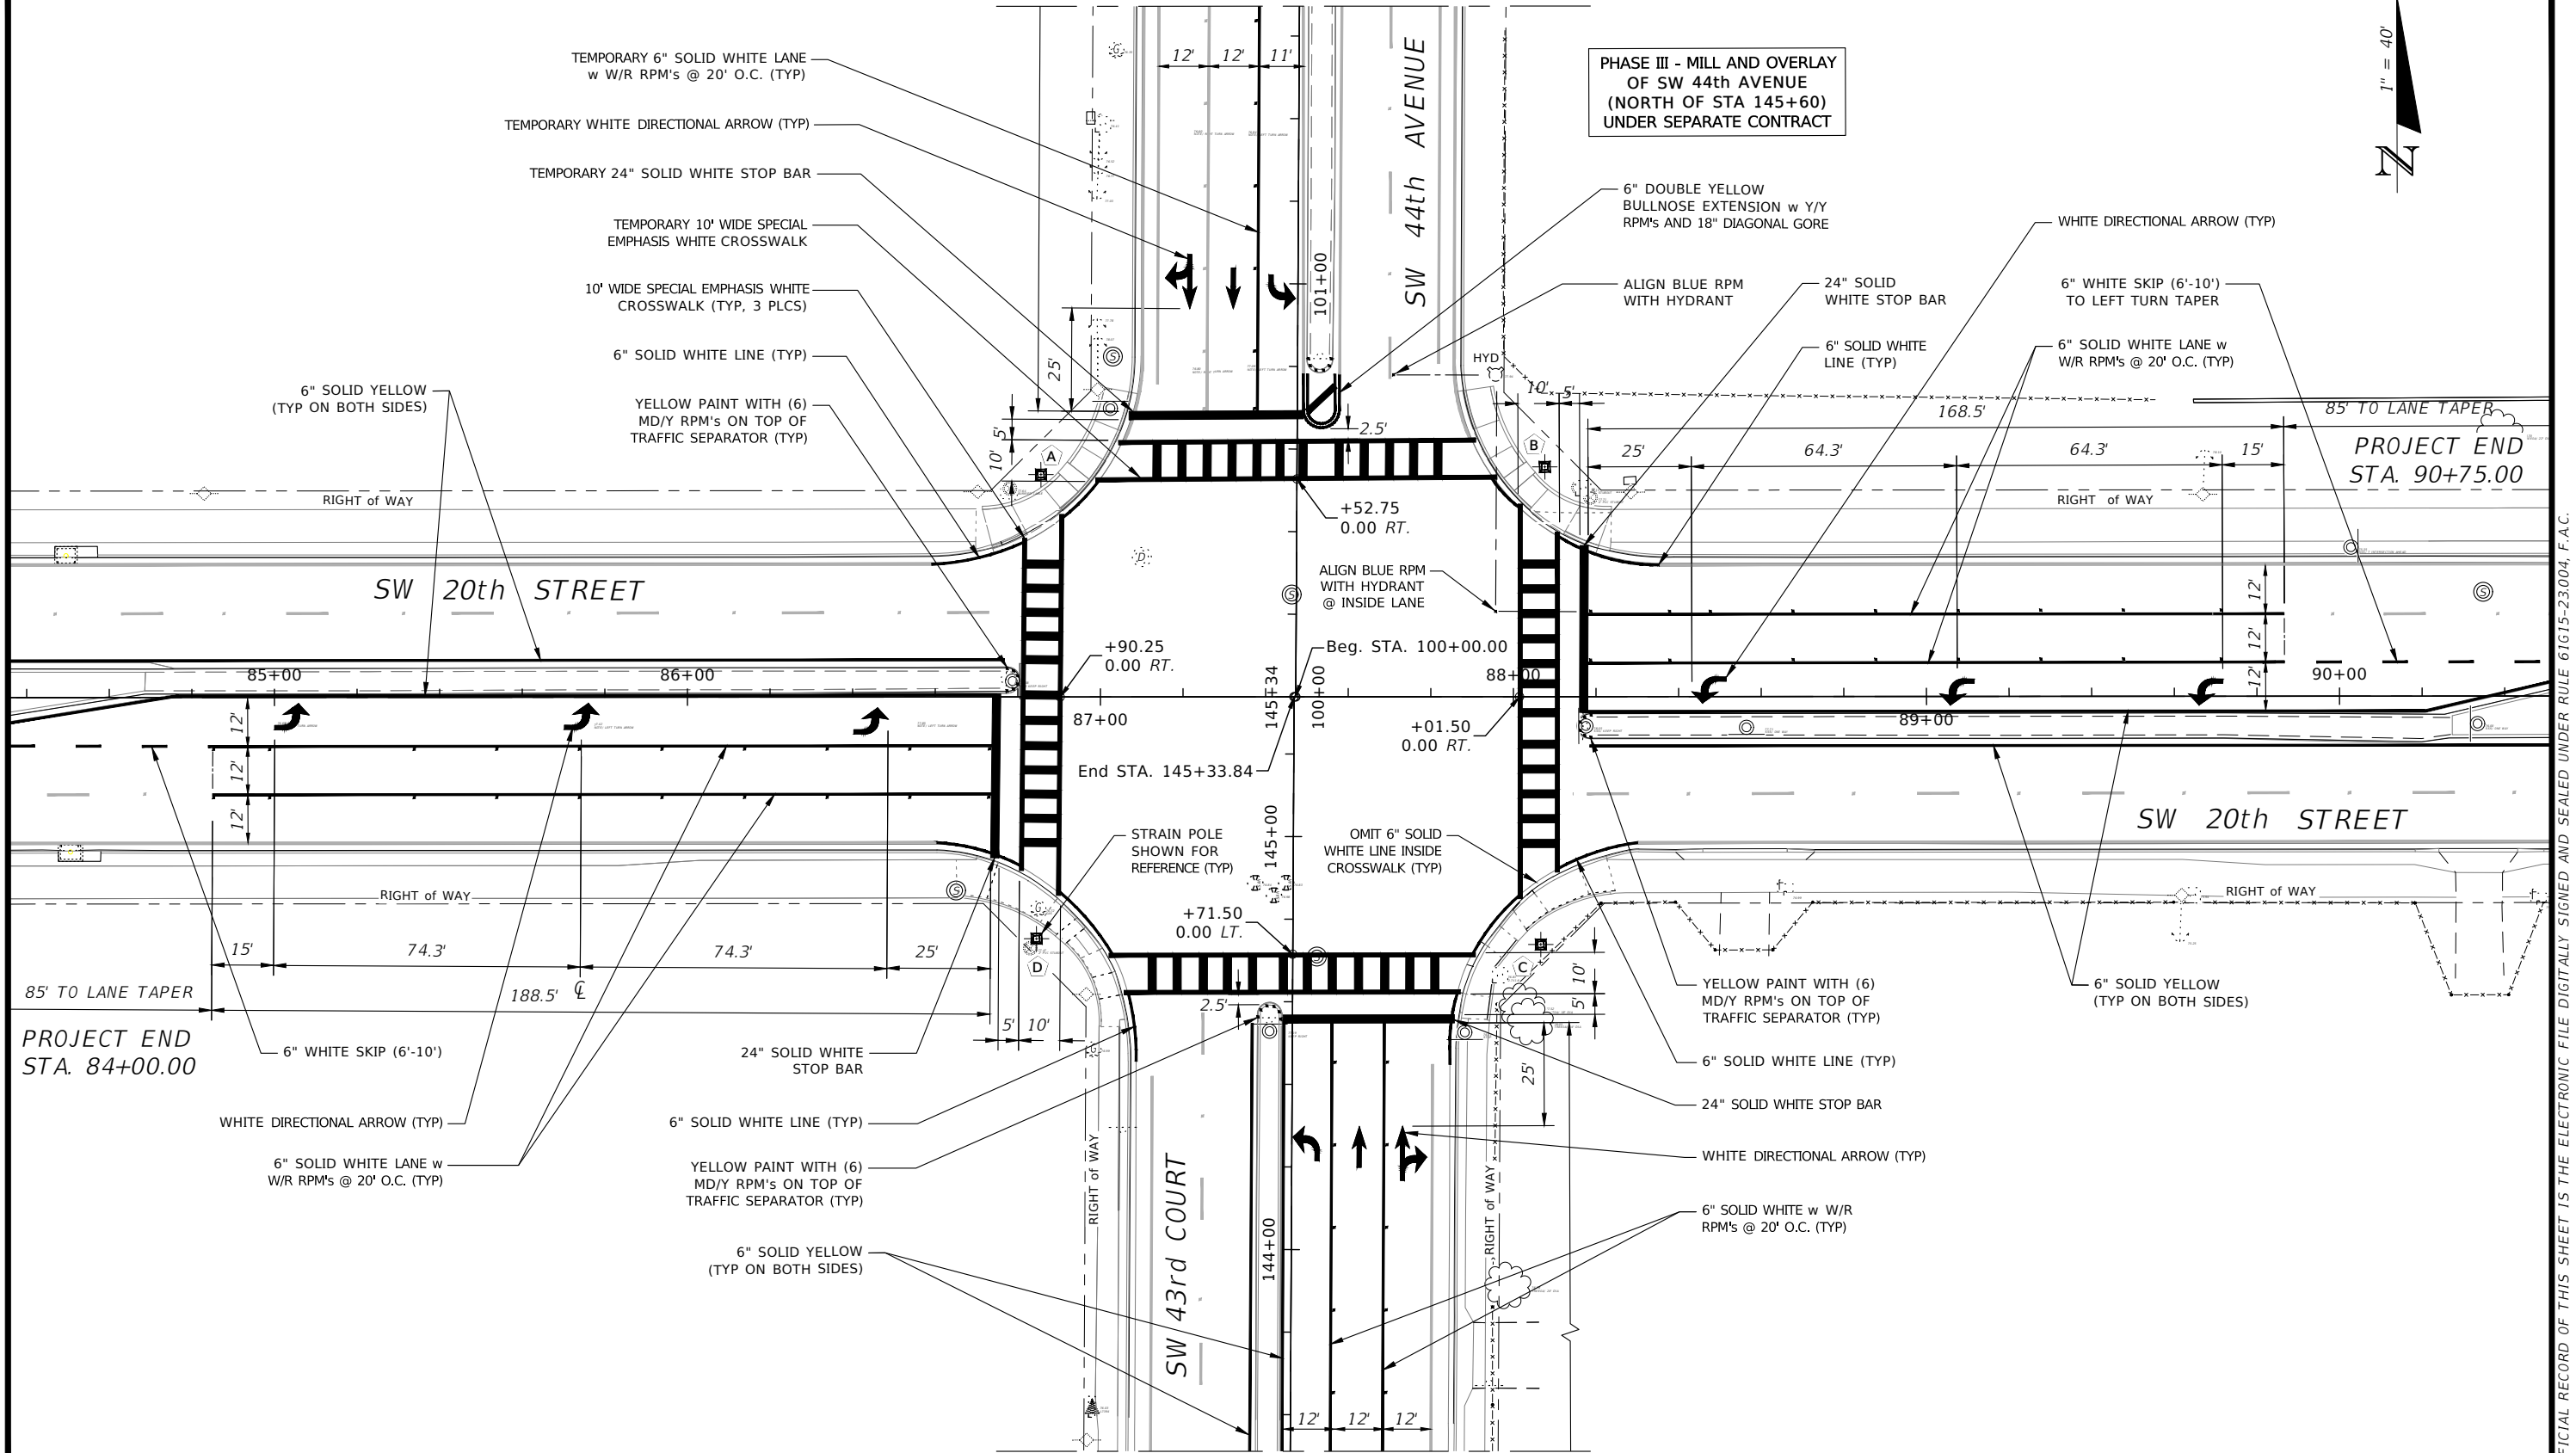 TEMPORARY 6" SOLID WHITE LANE
w W/R RPM's @ 20' O.C. (TYP)
TEMPORARY WHITE DIRECTIONAL ARROW (TYP)
TEMPORARY 24" SOLID WHITE STOP BAR
TEMPORARY 10' WIDE SPECIAL
EMPHASIS WHITE CROSSWALK
10' WIDE SPECIAL EMPHASIS WHITE
CROSSWALK (TYP, 3 PLCS)
6" SOLID WHITE LINE (TYP)
6" SOLID YELLOW
(TYP ON BOTH SIDES)
YELLOW PAINT WITH (6)
MD/Y RPM's ON TOP OF
TRAFFIC SEPARATOR (TYP)
12'
12'
11'
SW 44th AVENUE
101+00
25'
5'
10'
2.5'
A
B
HYD
PHASE III - MILL AND OVERLAY
OF SW 44th AVENUE
(NORTH OF STA 145+60)
UNDER SEPARATE CONTRACT
1" = 40'
N
6" DOUBLE YELLOW
BULLNOSE EXTENSION w Y/Y
RPM's AND 18" DIAGONAL GORE
WHITE DIRECTIONAL ARROW (TYP)
ALIGN BLUE RPM
WITH HYDRANT
24" SOLID
WHITE STOP BAR
6" WHITE SKIP (6'-10')
TO LEFT TURN TAPER
6" SOLID WHITE
LINE (TYP)
6" SOLID WHITE LANE w
W/R RPM's @ 20' O.C. (TYP)
10'
5'
168.5'
85' TO LANE TAPER
25'
64.3'
64.3'
15'
PROJECT END
STA. 90+75.00
RIGHT of WAY
RIGHT of WAY
+52.75
0.00 RT.
D
S
S
S
SW 20th STREET
ALIGN BLUE RPM
WITH HYDRANT
@ INSIDE LANE
+90.25
0.00 RT.
Beg. STA. 100+00.00
85+00
86+00
87+00
145+34
100+00
88+00
89+00
90+00
12'
12'
12'
+01.50
0.00 RT.
End STA. 145+33.84
12'
12'
12'
SW 20th STREET
STRAIN POLE
SHOWN FOR
REFERENCE (TYP)
145+00
OMIT 6" SOLID
WHITE LINE INSIDE
CROSSWALK (TYP)
RIGHT of WAY
S
RIGHT of WAY
+71.50
0.00 LT.
15'
74.3'
74.3'
25'
D
C
10'
5'
85' TO LANE TAPER
188.5'
CL
2.5'
5'
10'
PROJECT END
STA. 84+00.00
6" WHITE SKIP (6'-10')
24" SOLID WHITE
STOP BAR
WHITE DIRECTIONAL ARROW (TYP)
6" SOLID WHITE LINE (TYP)
6" SOLID WHITE LANE w
W/R RPM's @ 20' O.C. (TYP)
YELLOW PAINT WITH (6)
MD/Y RPM's ON TOP OF
TRAFFIC SEPARATOR (TYP)
6" SOLID YELLOW
(TYP ON BOTH SIDES)
RIGHT of WAY
SW 43rd COURT
144+00
12'
12'
12'
RIGHT of WAY
25'
YELLOW PAINT WITH (6)
MD/Y RPM's ON TOP OF
TRAFFIC SEPARATOR (TYP)
6" SOLID YELLOW
(TYP ON BOTH SIDES)
6" SOLID WHITE LINE (TYP)
24" SOLID WHITE STOP BAR
WHITE DIRECTIONAL ARROW (TYP)
6" SOLID WHITE w W/R
RPM's @ 20' O.C. (TYP)
RECORD OF THIS SHEET IS THE ELECTRONIC FILE DIGITALLY SIGNED AND SEALED UNDER RULE 61G15-23.004, F.A.C.